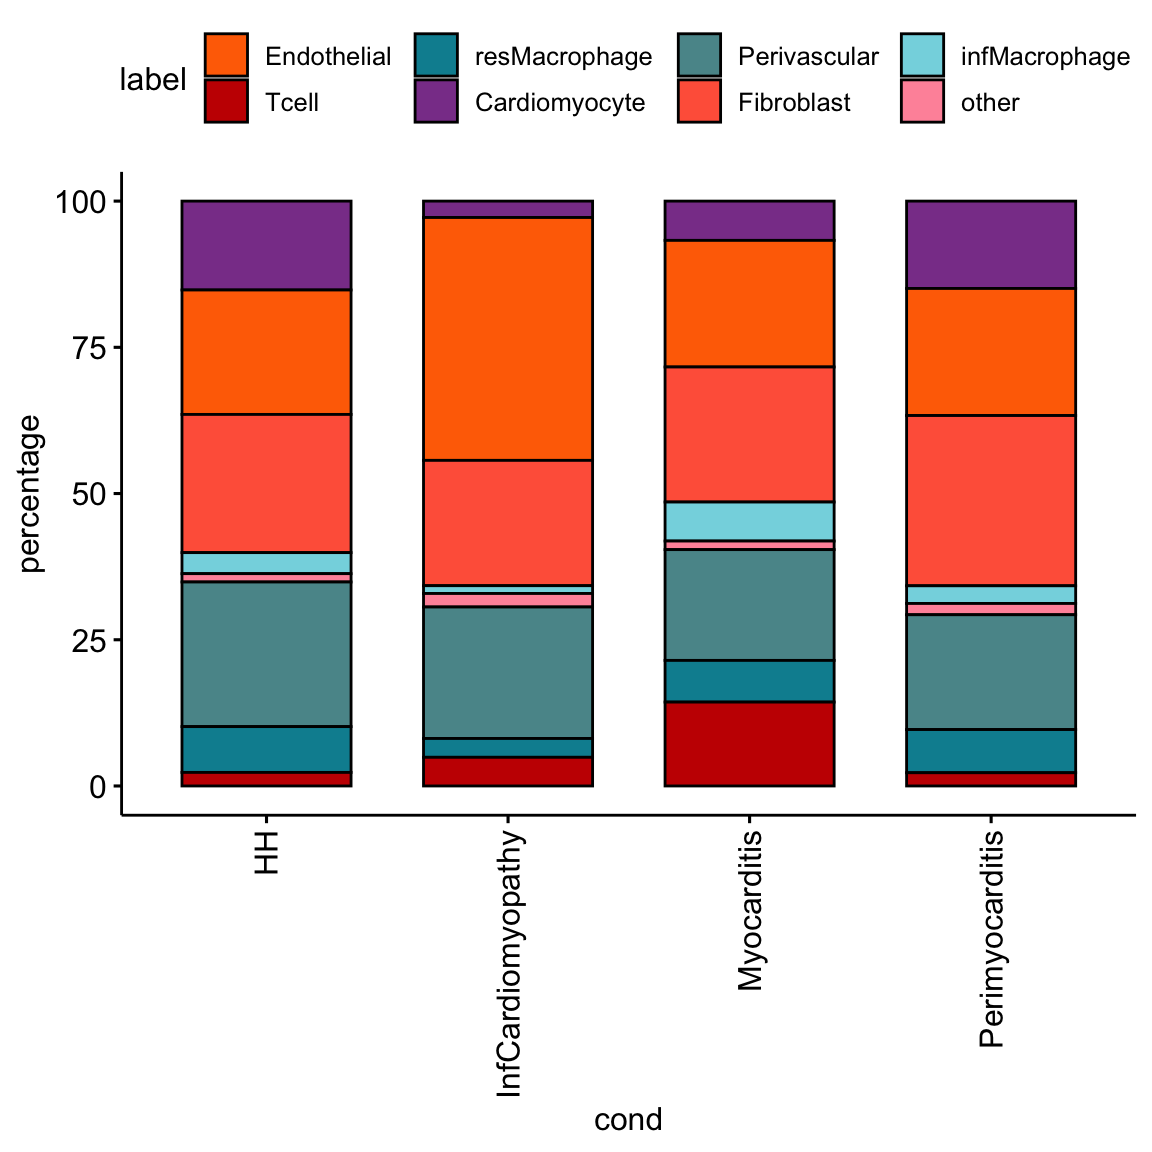 label
Endothelial resMacrophage Perivascular infMacrophage
Tcell Cardiomyocyte Fibroblast other
percentage
100
75
50
25
0
HH
InfCardiomyopathy
Myocarditis
Perimyocarditis
cond